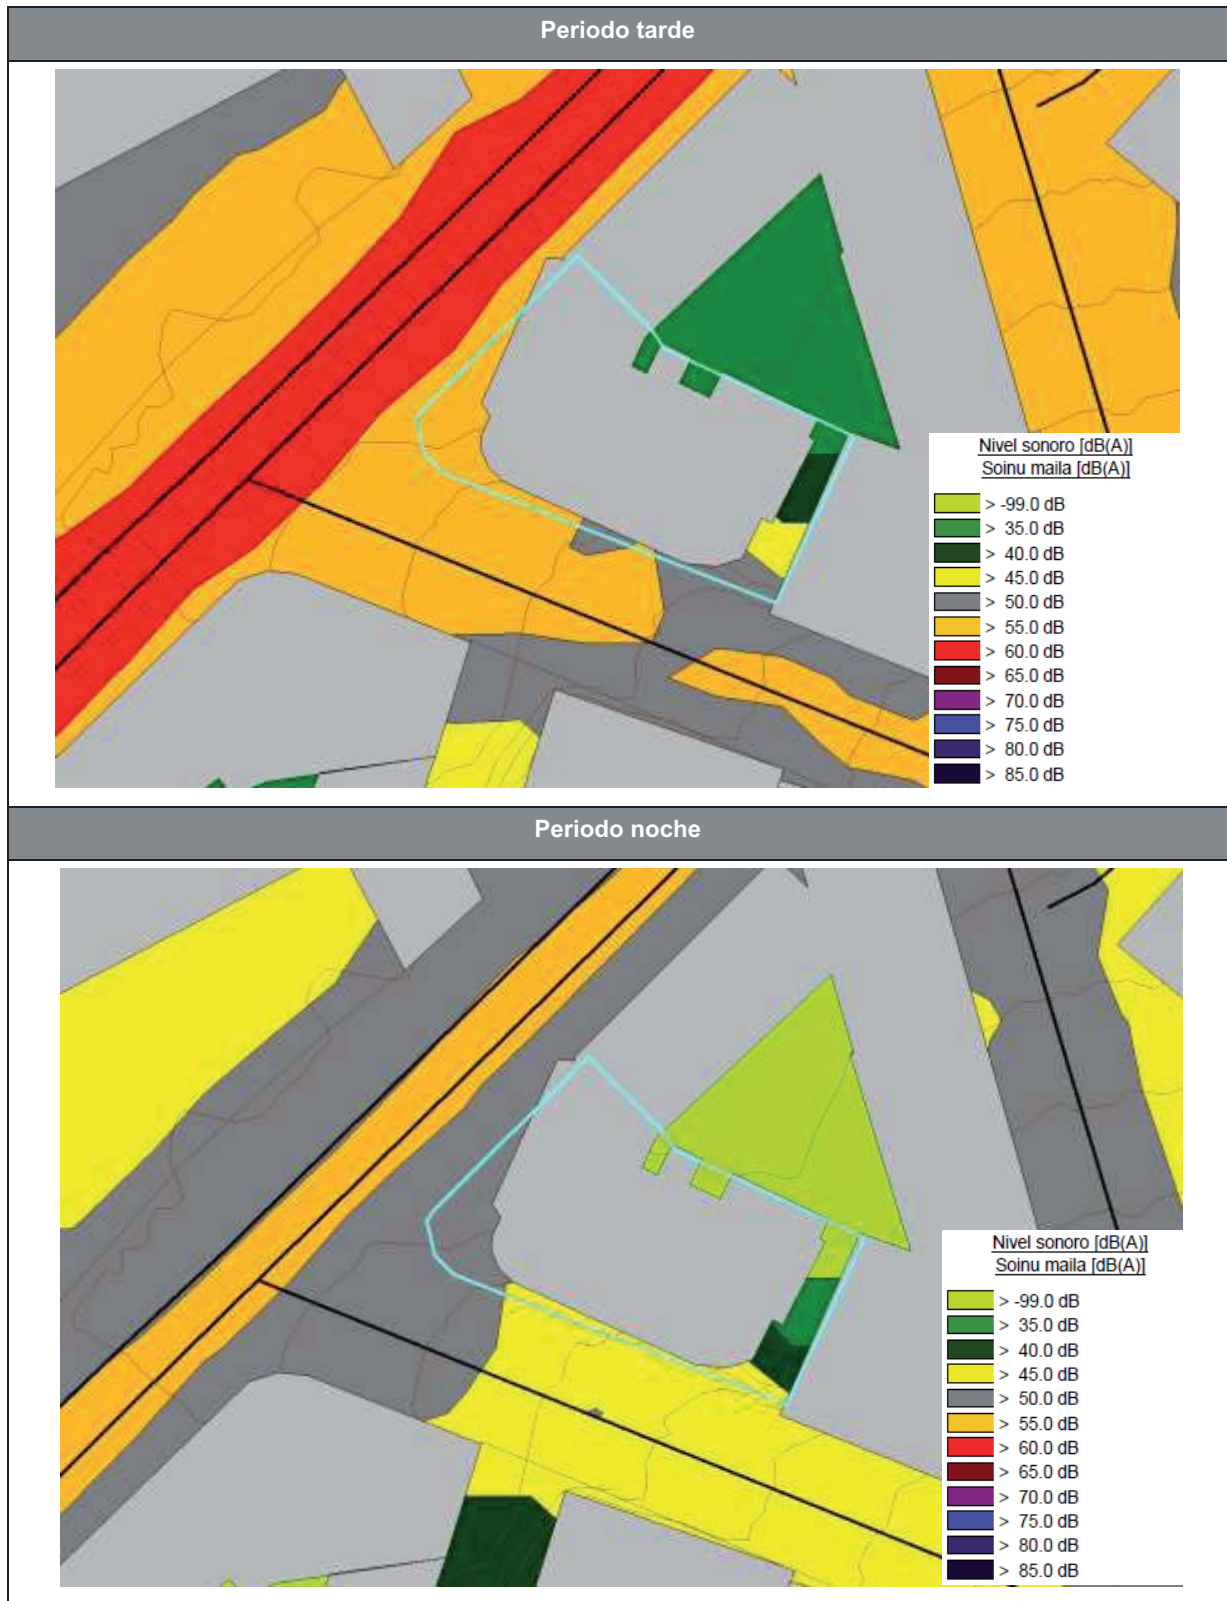 Periodo tarde
Nivel sonoro [dB(A)]
Soinu maila [dB(A)]
> -99.0 dB
> 35.0 dB
> 40.0 dB
> 45.0 dB
> 50.0 dB
> 55.0 dB
> 60.0 dB
> 65.0 dB
> 70.0 dB
> 75.0 dB
> 80.0 dB
> 85.0 dB
Periodo noche
Nivel sonoro [dB(A)]
Soinu maila [dB(A)]
> -99.0 dB
> 35.0 dB
> 40.0 dB
> 45.0 dB
> 50.0 dB
> 55.0 dB
> 60.0 dB
> 65.0 dB
> 70.0 dB
> 75.0 dB
> 80.0 dB
> 85.0 dB